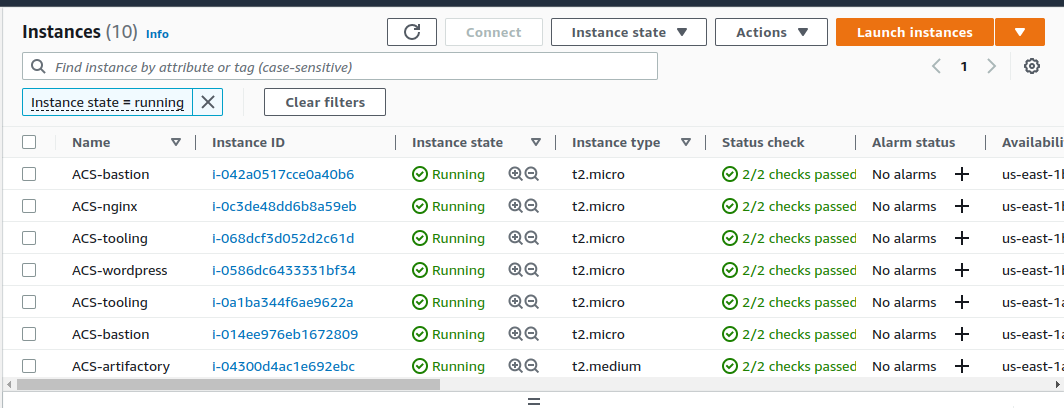 Instances (10) Info Connect Instance state Actions Launch instances
Find instance by attribute or tag (case-sensitive) 1
Instance state = running Clear filters
Name Instance ID Instance state Instance type Status check Alarm status Availabili
ACS-bastion i-042a0517cce0a40b6 Running t2.micro 2/2 checks passed No alarms us-east-1b
ACS-nginx i-0c3de48dd6b8a59eb Running t2.micro 2/2 checks passed No alarms us-east-1b
ACS-tooling i-068dcf3d052d2c61d Running t2.micro 2/2 checks passed No alarms us-east-1b
ACS-wordpress i-0586dc6433331bf34 Running t2.micro 2/2 checks passed No alarms us-east-1b
ACS-tooling i-0a1ba344f6ae9622a Running t2.micro 2/2 checks passed No alarms us-east-1a
ACS-bastion i-014ee976eb1672809 Running t2.micro 2/2 checks passed No alarms us-east-1a
ACS-artifactory i-04300d4ac1e692ebc Running t2.medium 2/2 checks passed No alarms us-east-1a